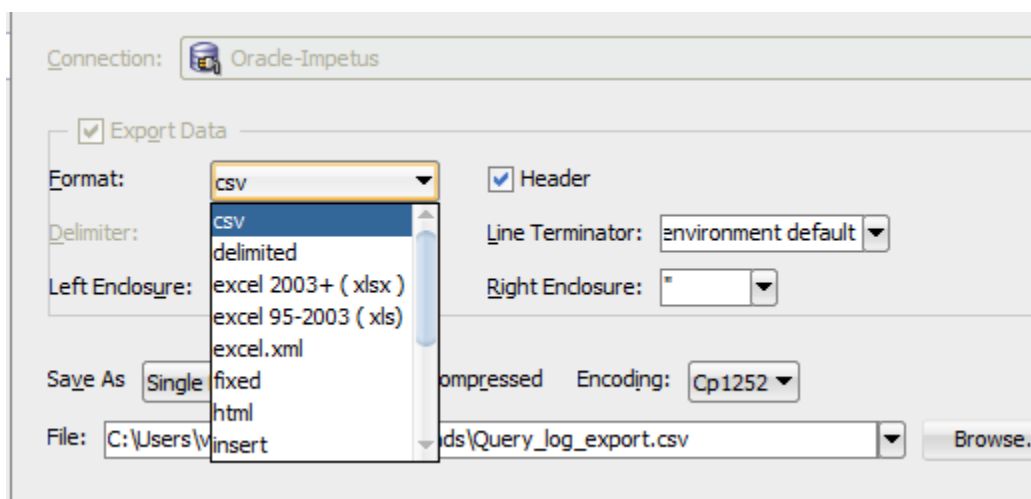 Connection: Oracle-Impetus
Export Data
Format: csv Header
csv
Delimiter: Line Terminator: environment default
delimited
Left Enclosure: excel 2003+ ( xlsx ) Right Enclosure: "
excel 95-2003 ( xls)
excel.xml
Save As Single Encoding: Cp1252
fixed
html
File: C:\Users\ \Query_log_export.csv Browse.
insert